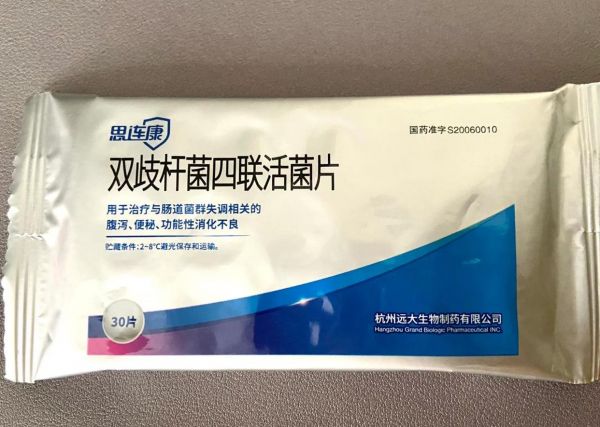 思连康
国药准字S20060010
双歧杆菌四联活菌片
用于治疗与肠道菌群失调相关的
腹泻、便秘、功能性消化不良
贮藏条件:2~8℃避光保存和运输。
30片
杭州远大生物制药有限公司
Hangzhou Grand Biologic Pharmaceutical INC